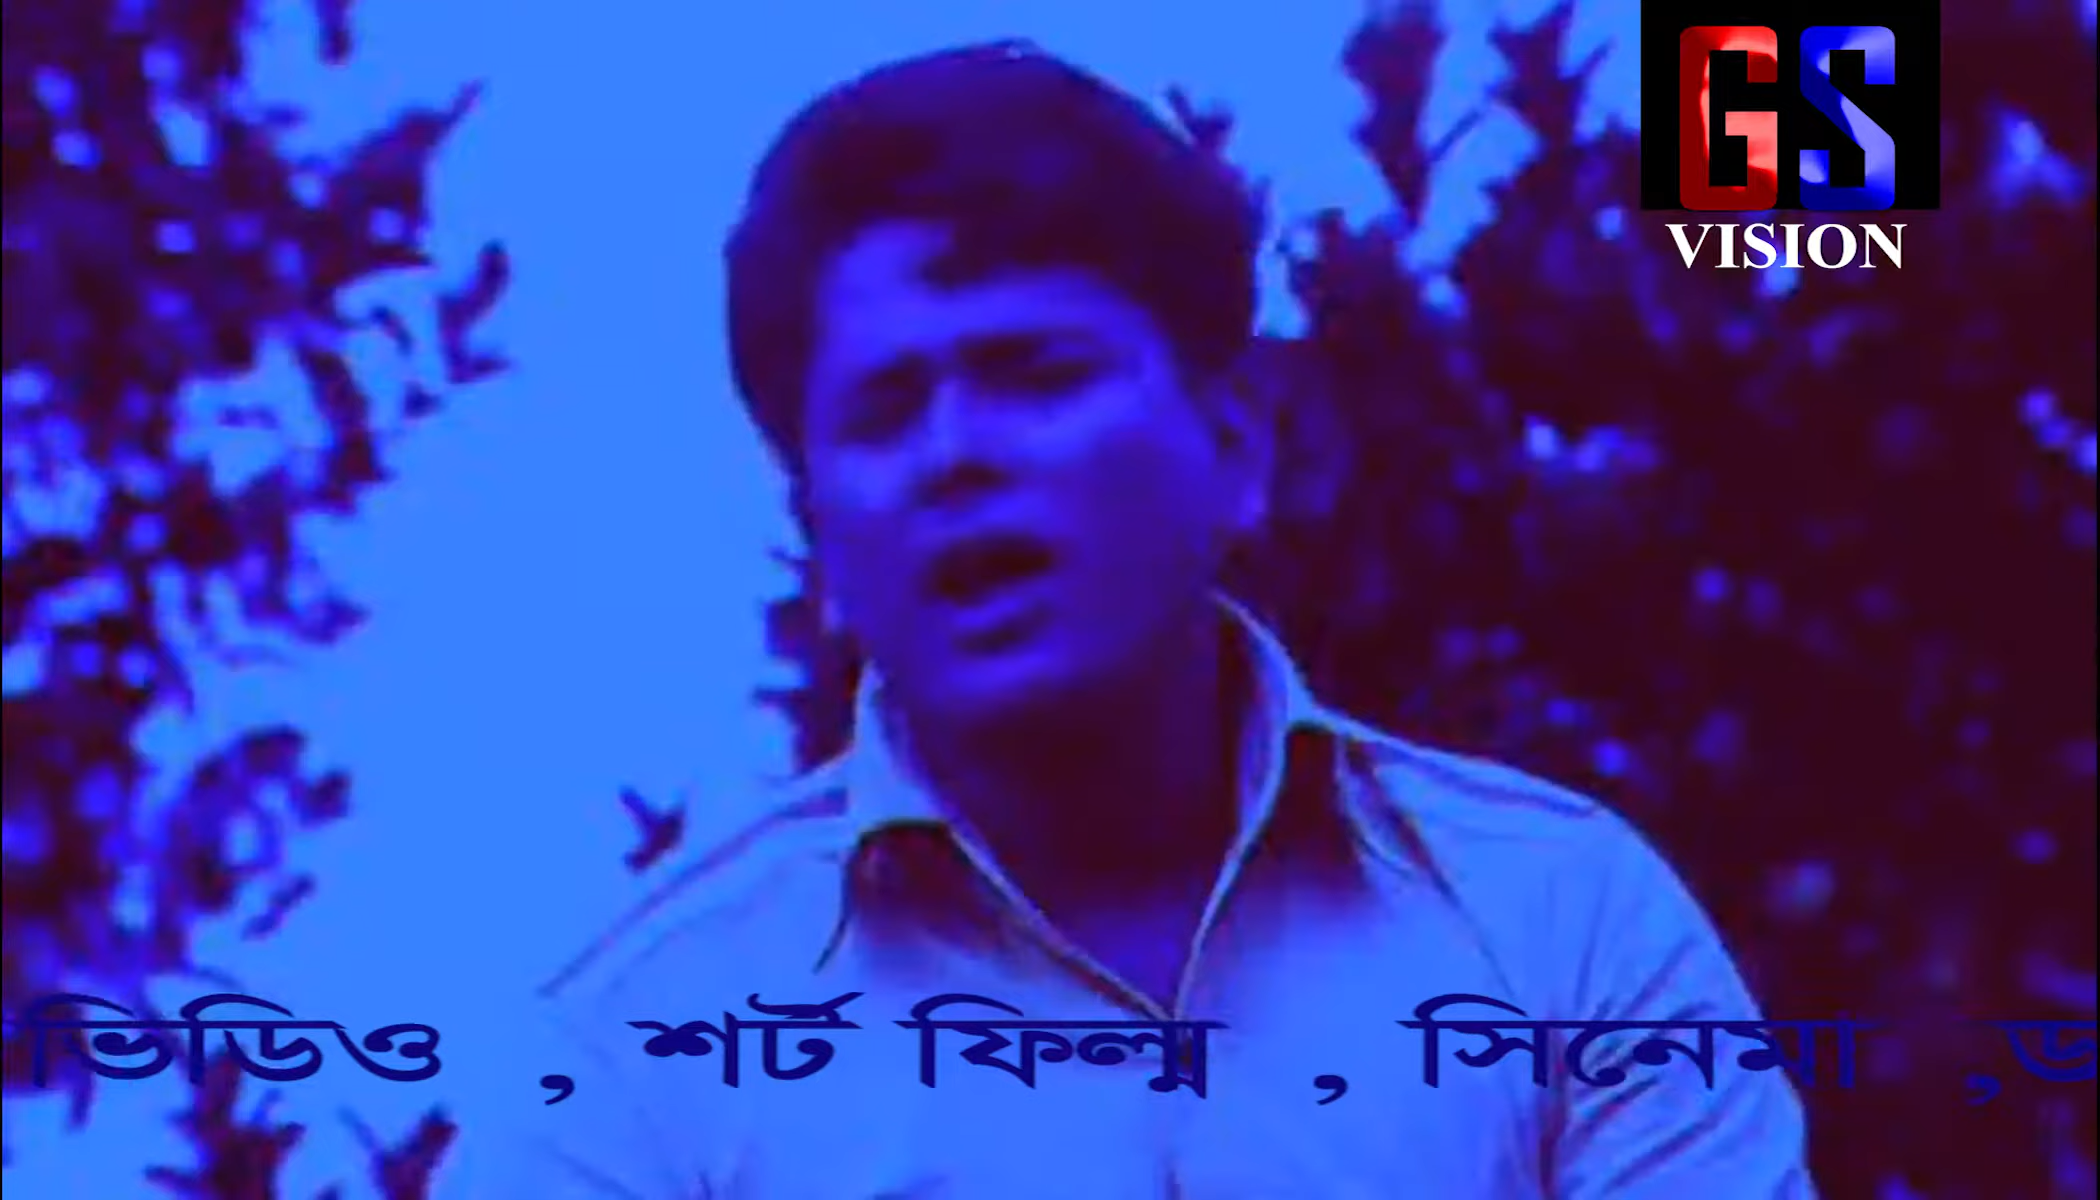 GS
VISION
ভিডিও , শর্ট ফিল্ম , সিনেমা ,ড